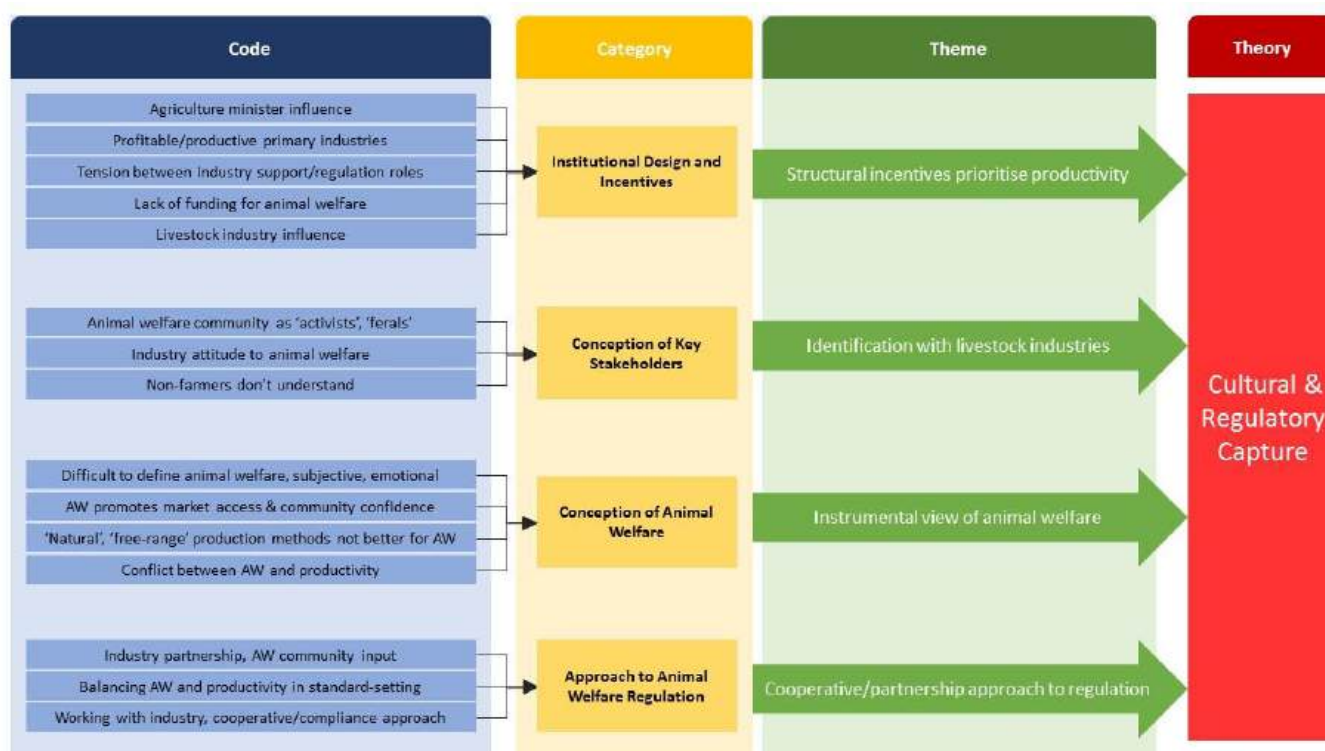 Code
Category
Theme
Theory
Agriculture minister influence
Profitable/productive primary industries
Tension between industry support/regulation roles
Lack of funding for animal welfare
Livestock industry influence
Institutional Design and
Incentives
Structural incentives prioritise productivity
Animal welfare community as ‘activists’, ‘ferals’
Industry attitude to animal welfare
Non-farmers don’t understand
Conception of Key
Stakeholders
Identification with livestock industries
Difficult to define animal welfare, subjective, emotional
AW promotes market access & community confidence
‘Natural’, ‘free-range’ production methods not better for AW
Conflict between AW and productivity
Conception of Animal
Welfare
Instrumental view of animal welfare
Industry partnership, AW community input
Balancing AW and productivity in standard-setting
Working with industry, cooperative/compliance approach
Approach to Animal
Welfare Regulation
Cooperative/partnership approach to regulation
Cultural &
Regulatory
Capture